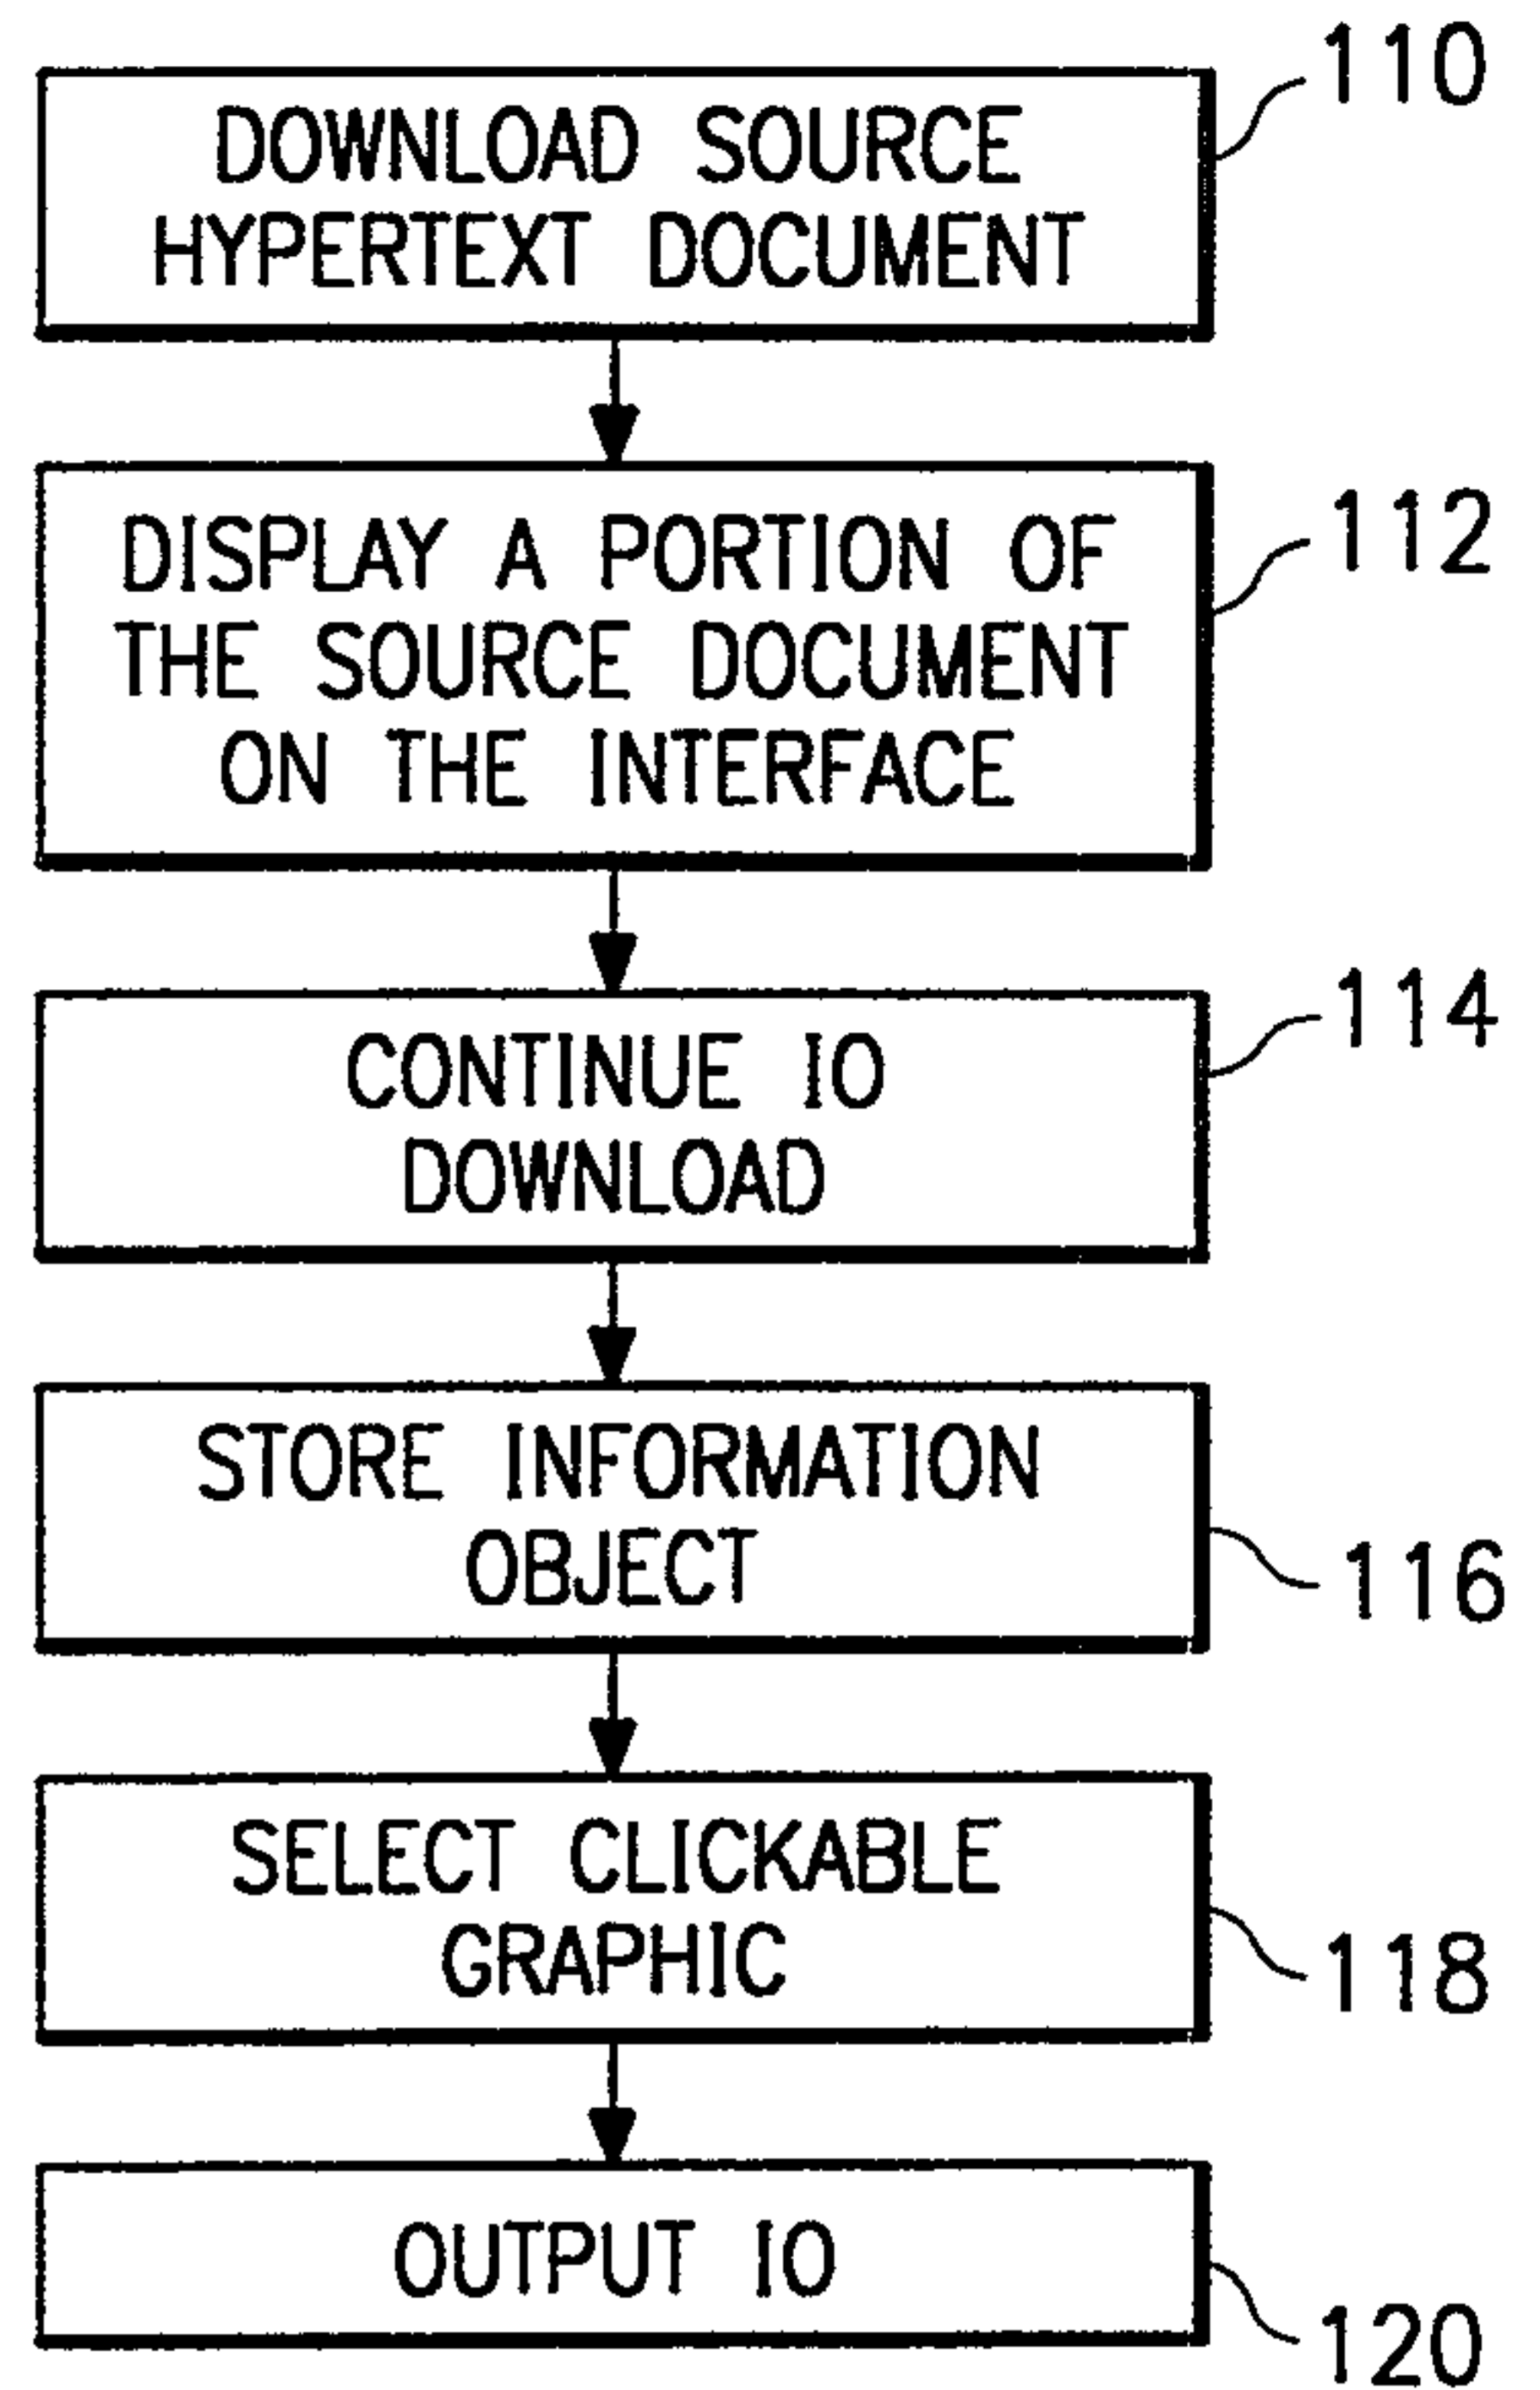 110
DOWNLOAD SOURCE
HYPERTEXT DOCUMENT
112
DISPLAY A PORTION OF
THE SOURCE DOCUMENT
ON THE INTERFACE
114
CONTINUE IO
DOWNLOAD
STORE INFORMATION
OBJECT
116
SELECT CLICKABLE
GRAPHIC
118
OUTPUT IO
120